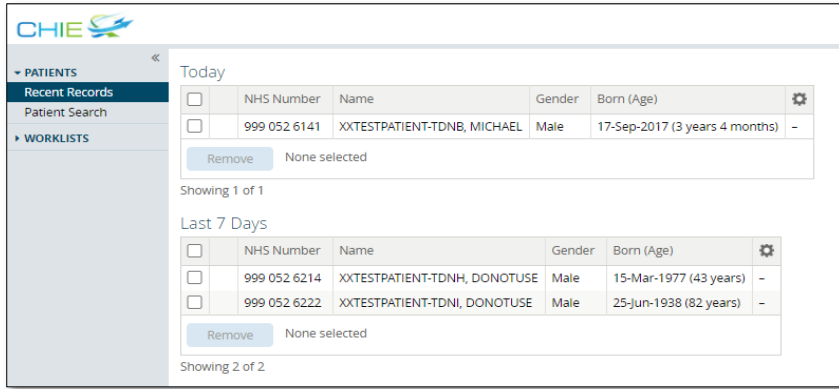 CHIE
«
PATIENTS
Recent Records
Patient Search
WORKLISTS
Today
NHS Number Name Gender Born (Age)
999 052 6141 XXTESTPATIENT-TDNB, MICHAEL Male 17-Sep-2017 (3 years 4 months) –
Remove None selected
Showing 1 of 1
Last 7 Days
NHS Number Name Gender Born (Age)
999 052 6214 XXTESTPATIENT-TDNH, DONOTUSE Male 15-Mar-1977 (43 years) –
999 052 6222 XXTESTPATIENT-TDNI, DONOTUSE Male 25-Jun-1938 (82 years) –
Remove None selected
Showing 2 of 2